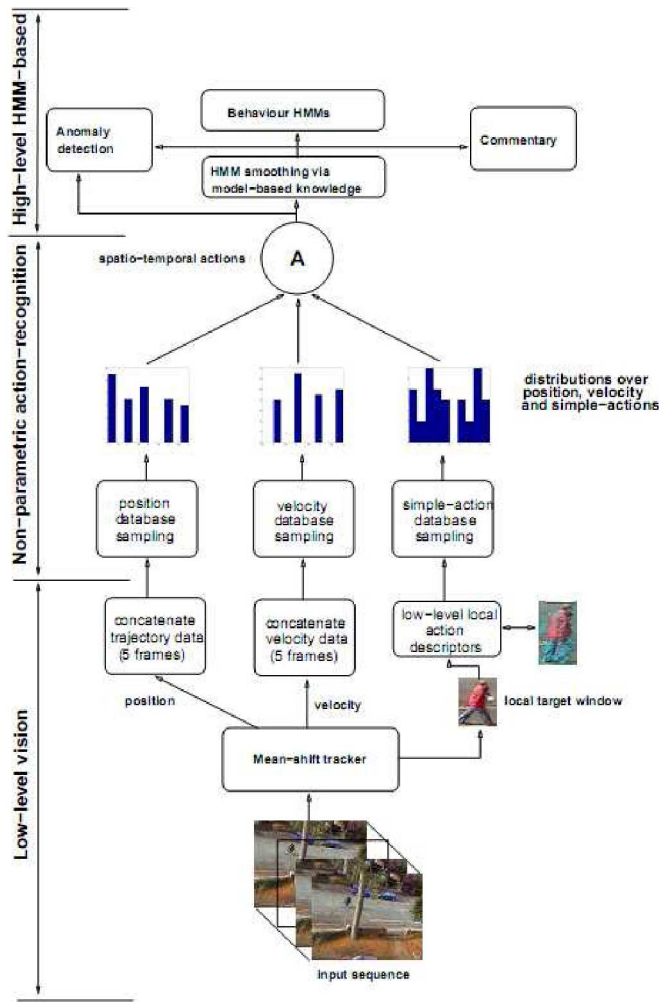 High-level HMM-based
Behaviour HMMs
Anomaly
detection
Commentary
HMM smoothing via
model-based knowledge
Non-parametric action-recognition
spatio-temporal actions
A
distributions over
position, velocity
and simple-actions
position
database
sampling
velocity
database
sampling
simple-action
database
sampling
Low-level vision
concatenate
trajectory data
(5 frames)
concatenate
velocity data
(5 frames)
low-level local
action
descriptors
position
velocity
local target window
Mean-shift tracker
input sequence